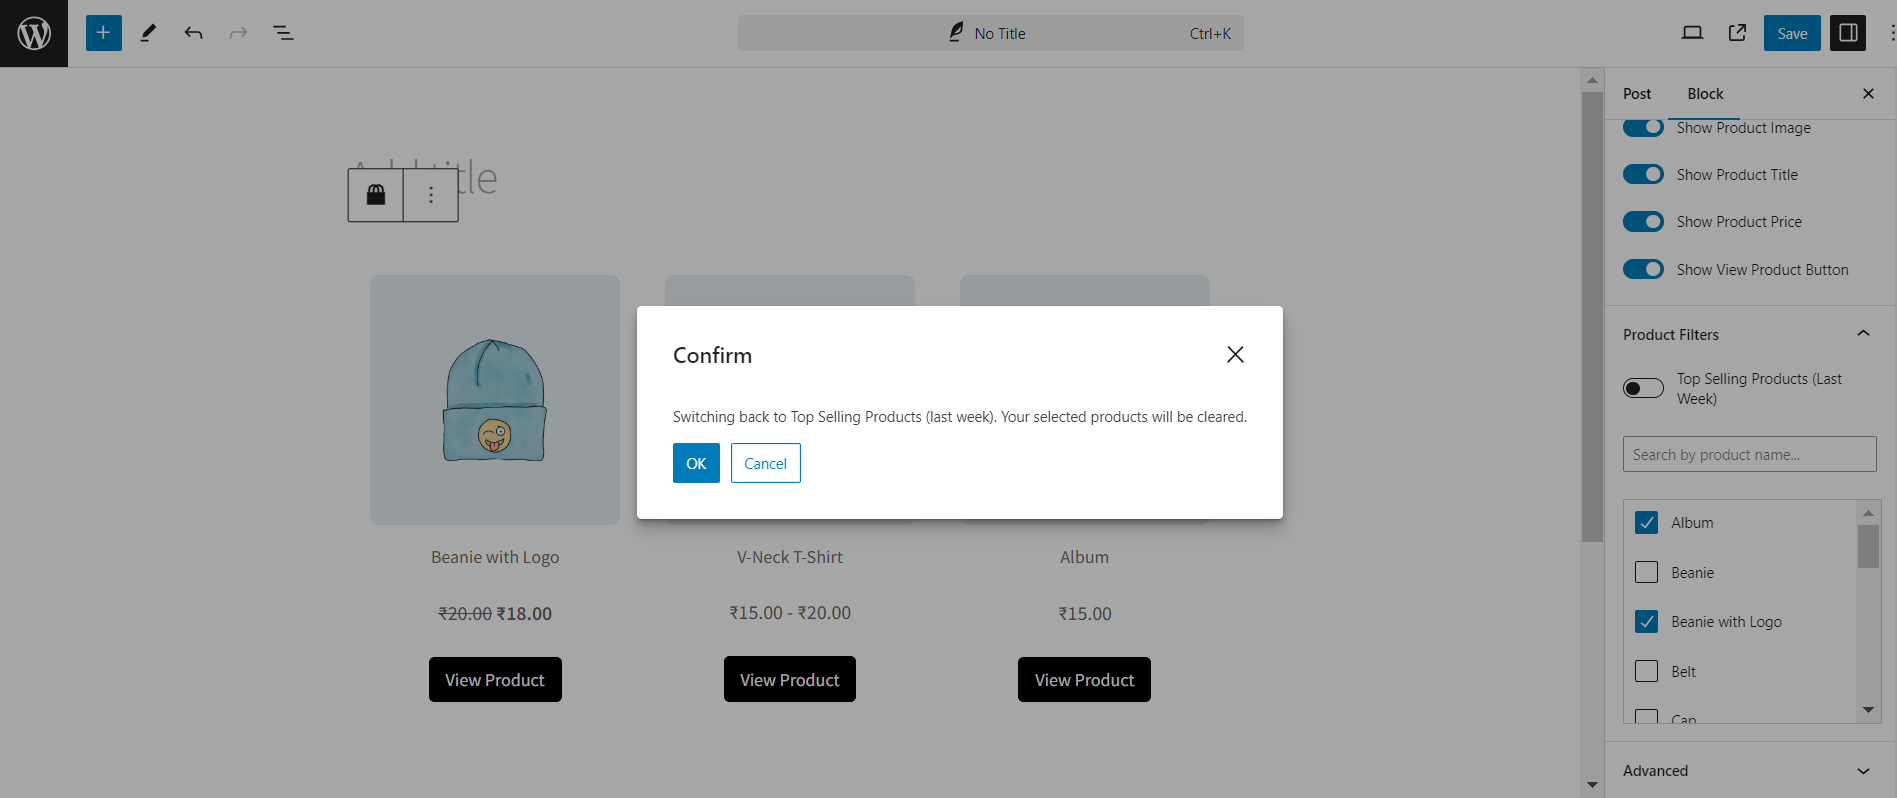 No Title
Ctrl+K
Save
Post
Block
Show Product Image
Show Product Title
Show Product Price
Show View Product Button
Product Filters
Top Selling Products (Last
Week)
Search by product name...
Album
Beanie
Beanie with Logo
Belt
Cap
Advanced
Add title
Confirm
Switching back to Top Selling Products (last week). Your selected products will be cleared.
OK
Cancel
Beanie with Logo
V-Neck T-Shirt
Album
₹20.00 ₹18.00
₹15.00 - ₹20.00
₹15.00
View Product
View Product
View Product